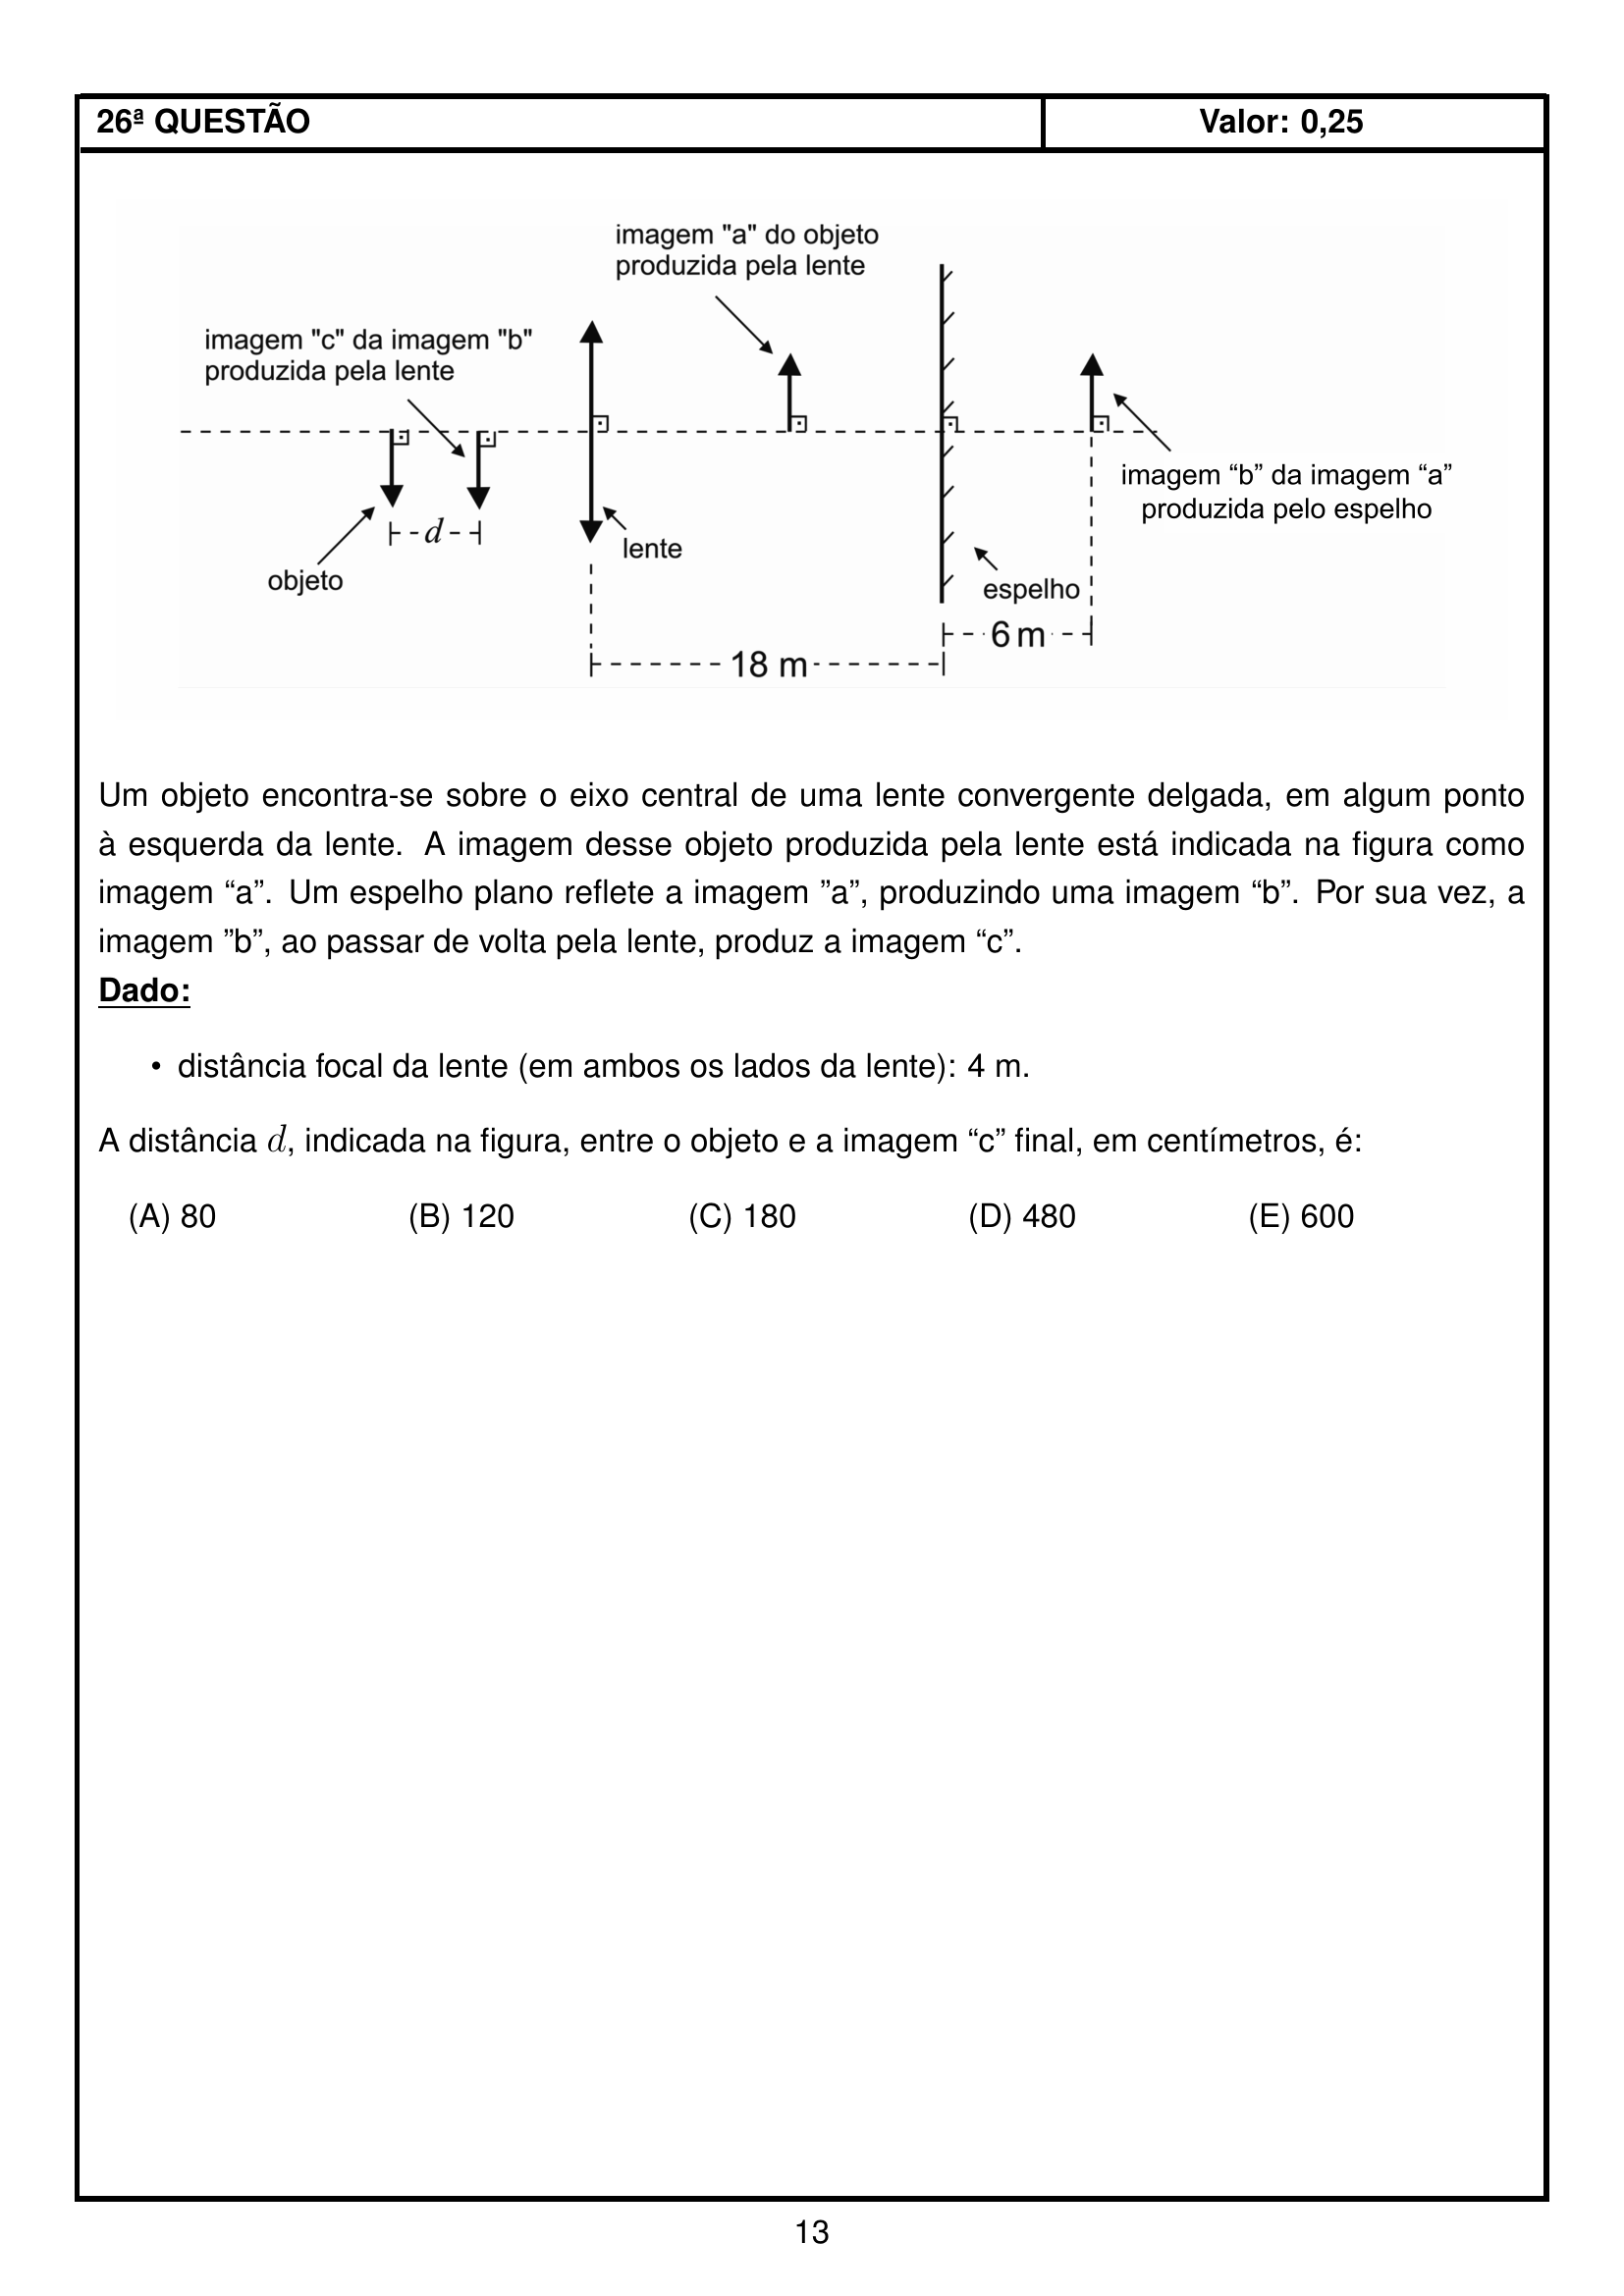 26ª QUESTÃO
Valor: 0,25
imagem "a" do objeto
produzida pela lente
imagem "c" da imagem "b"
produzida pela lente
imagem “b” da imagem “a”
produzida pelo espelho
d
lente
objeto
espelho
6 m
18 m
Um objeto encontra-se sobre o eixo central de uma lente convergente delgada, em algum ponto
à esquerda da lente. A imagem desse objeto produzida pela lente está indicada na figura como
imagem “a”. Um espelho plano reflete a imagem ”a”, produzindo uma imagem “b”. Por sua vez, a
imagem ”b”, ao passar de volta pela lente, produz a imagem “c”.
Dado:
• distância focal da lente (em ambos os lados da lente): 4 m.
A distância d, indicada na figura, entre o objeto e a imagem “c” final, em centímetros, é:
(A) 80 (B) 120 (C) 180 (D) 480 (E) 600
13